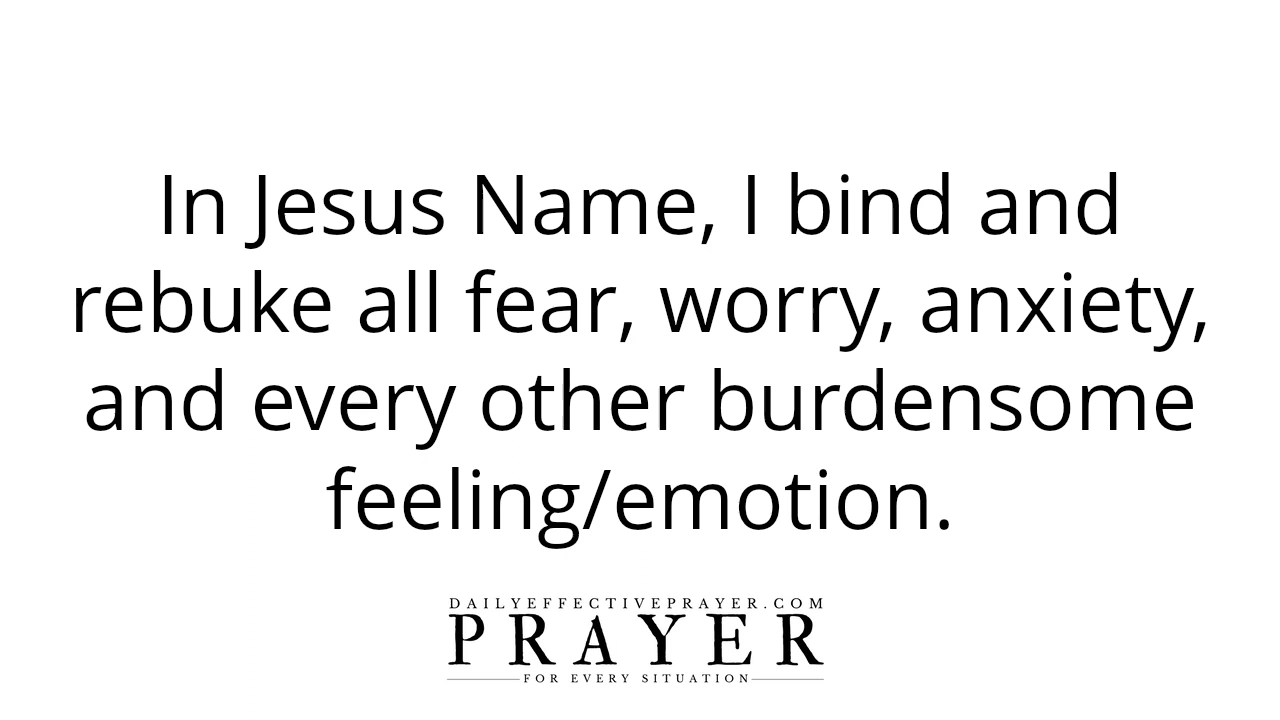 In Jesus Name, I bind and
rebuke all fear, worry, anxiety,
and every other burdensome
feeling/emotion.
DAILYEFFECTIVEPRAYER.COM
PRAYER
FOR EVERY SITUATION